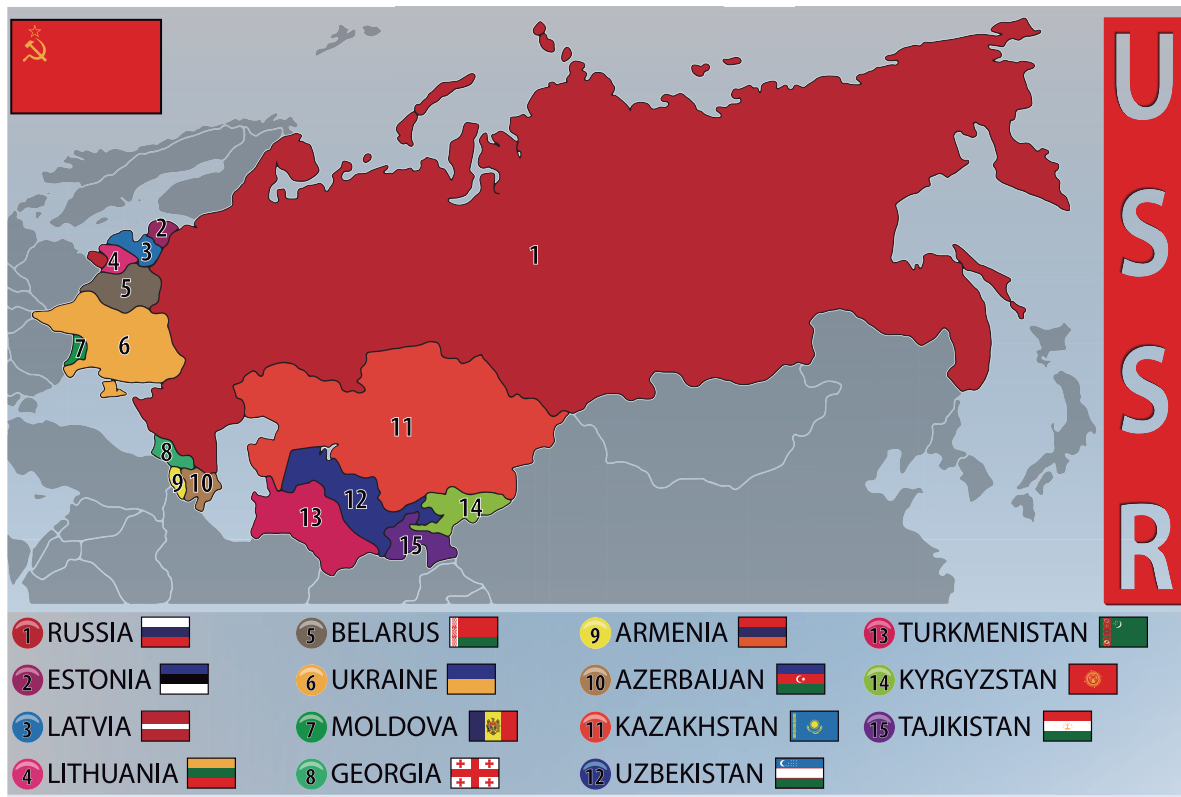 U
S
S
R
1
2
3
4
5
6
7
8
9
10
11
12
13
14
15
1 RUSSIA
2 ESTONIA
3 LATVIA
4 LITHUANIA
5 BELARUS
6 UKRAINE
7 MOLDOVA
8 GEORGIA
9 ARMENIA
10 AZERBAIJAN
11 KAZAKHSTAN
12 UZBEKISTAN
13 TURKMENISTAN
14 KYRGYZSTAN
15 TAJIKISTAN